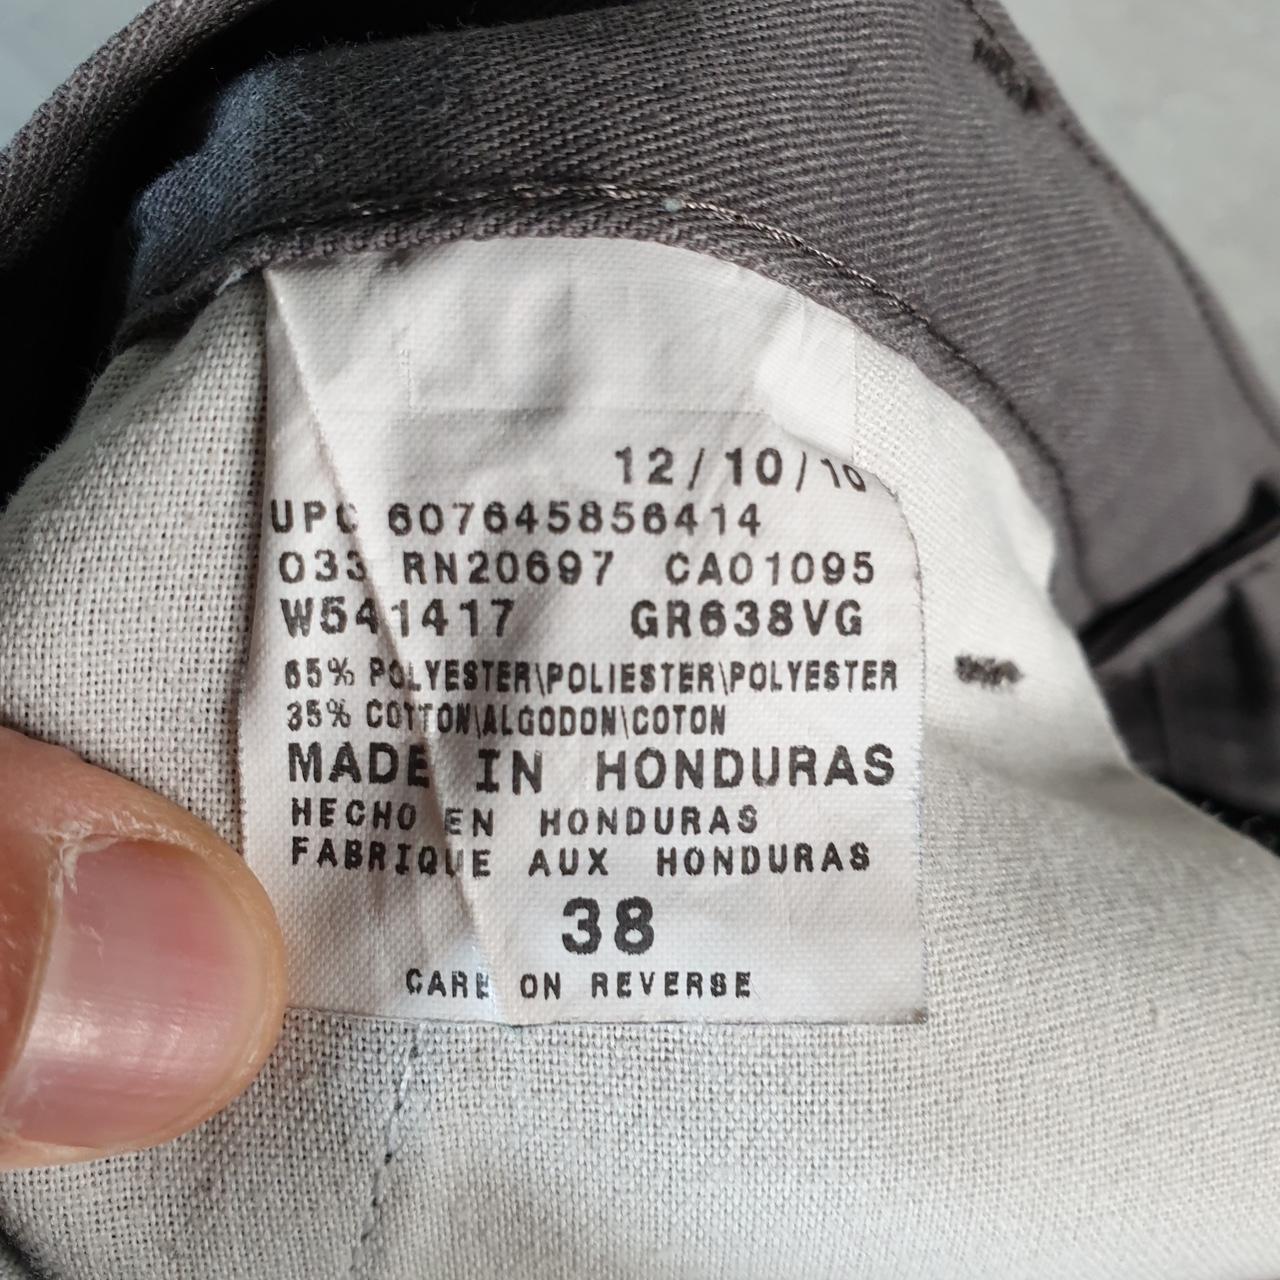 12/10/10
UPC 607645856414
033 RN20697 CA01095
W541417 GR638VG
65% POLYESTER\POLIESTER\POLYESTER
35% COTTON\ALGODON\COTON
MADE IN HONDURAS
HECHO EN HONDURAS
FABRIQUE AUX HONDURAS
38
CARE ON REVERSE